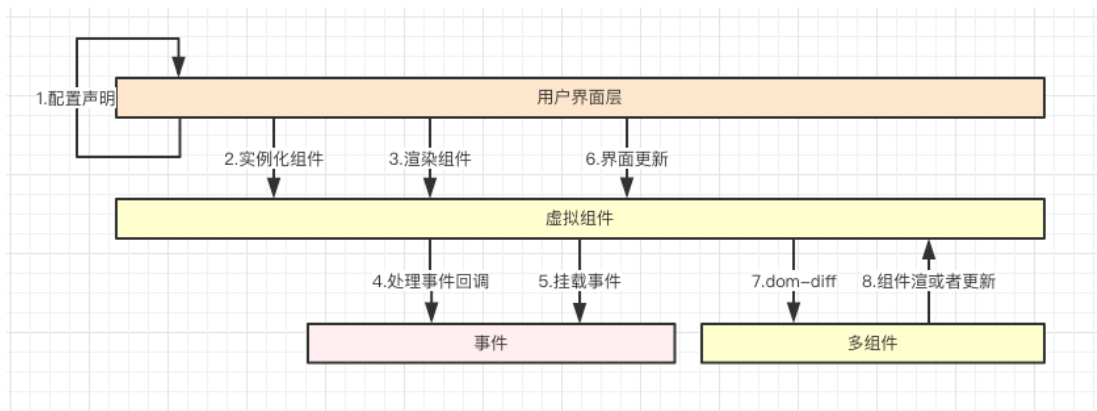 1.配置声明
用户界面层
2.实例化组件
3.渲染组件
6.界面更新
虚拟组件
4.处理事件回调
5.挂载事件
7.dom-diff
8.组件渲或者更新
事件
多组件